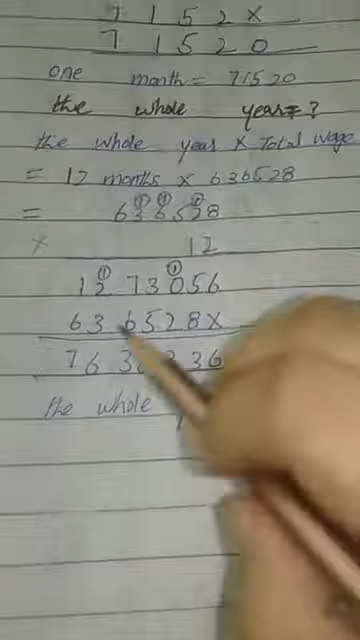 7 1 5 2 x
7 1 5 2 0
one month = 71520
the whole year = ?
the whole year x Total wage
= 12 months x 636528
= 636528
x 12
1273056
636528x
the whole